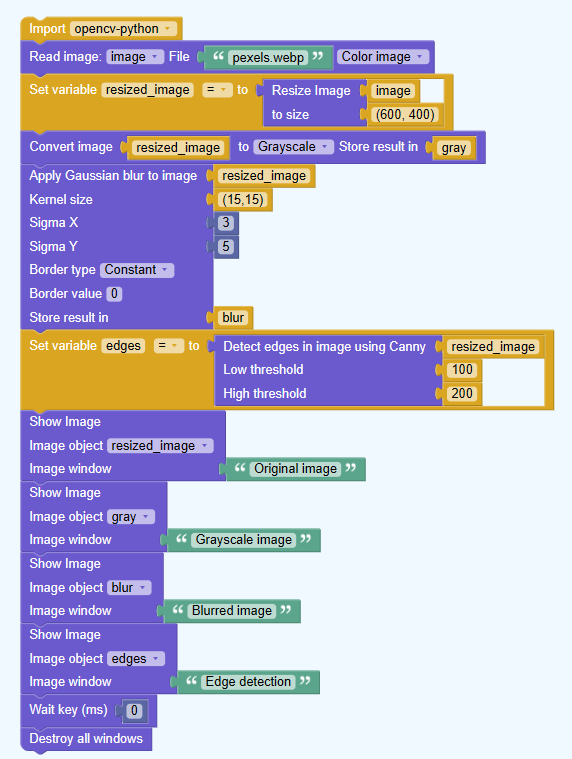 Import opencv-python
Read image: image File “ pexels.webp ” Color image
Set variable resized_image = to Resize Image image
to size (600, 400)
Convert image resized_image to Grayscale Store result in gray
Apply Gaussian blur to image resized_image
Kernel size (15,15)
Sigma X 3
Sigma Y 5
Border type Constant
Border value 0
Store result in blur
Set variable edges = to Detect edges in image using Canny resized_image
Low threshold 100
High threshold 200
Show Image
Image object resized_image
Image window “ Original image ”
Show Image
Image object gray
Image window “ Grayscale image ”
Show Image
Image object blur
Image window “ Blurred image ”
Show Image
Image object edges
Image window “ Edge detection ”
Wait key (ms) 0
Destroy all windows